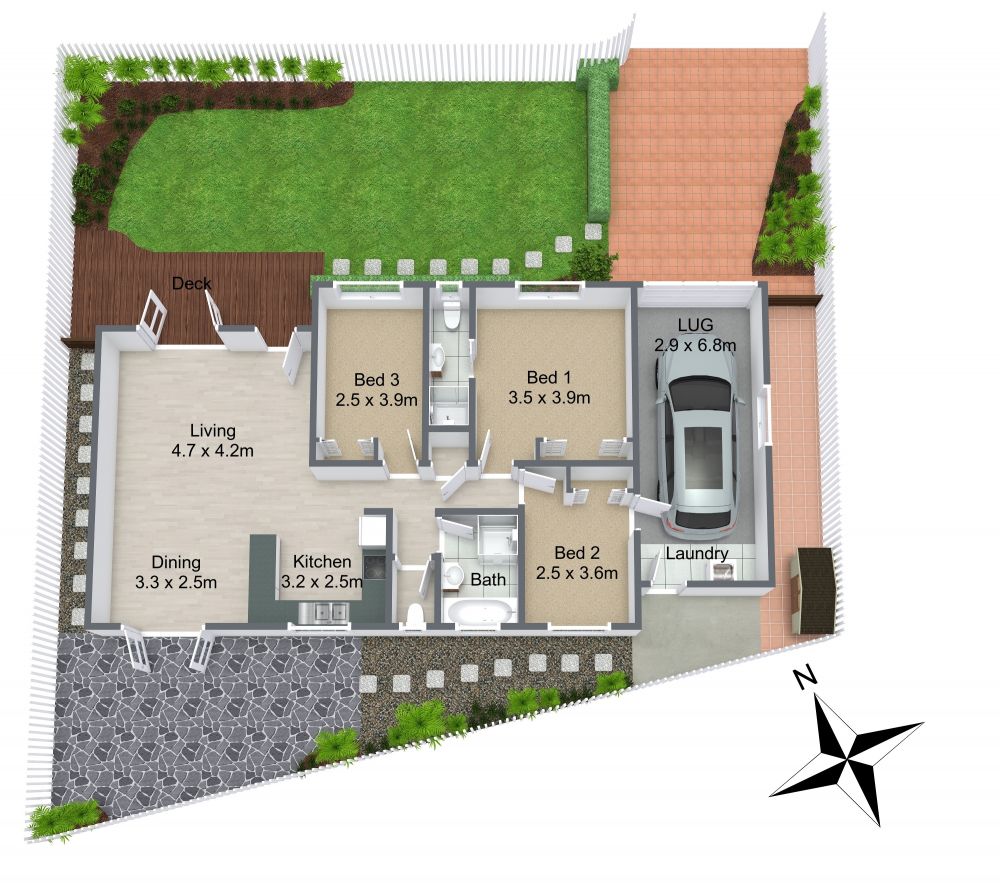 Deck
LUG
2.9 x 6.8m
Bed 3
2.5 x 3.9m
Bed 1
3.5 x 3.9m
Living
4.7 x 4.2m
Dining
3.3 x 2.5m
Kitchen
3.2 x 2.5m
Bath
Bed 2
2.5 x 3.6m
Laundry
N